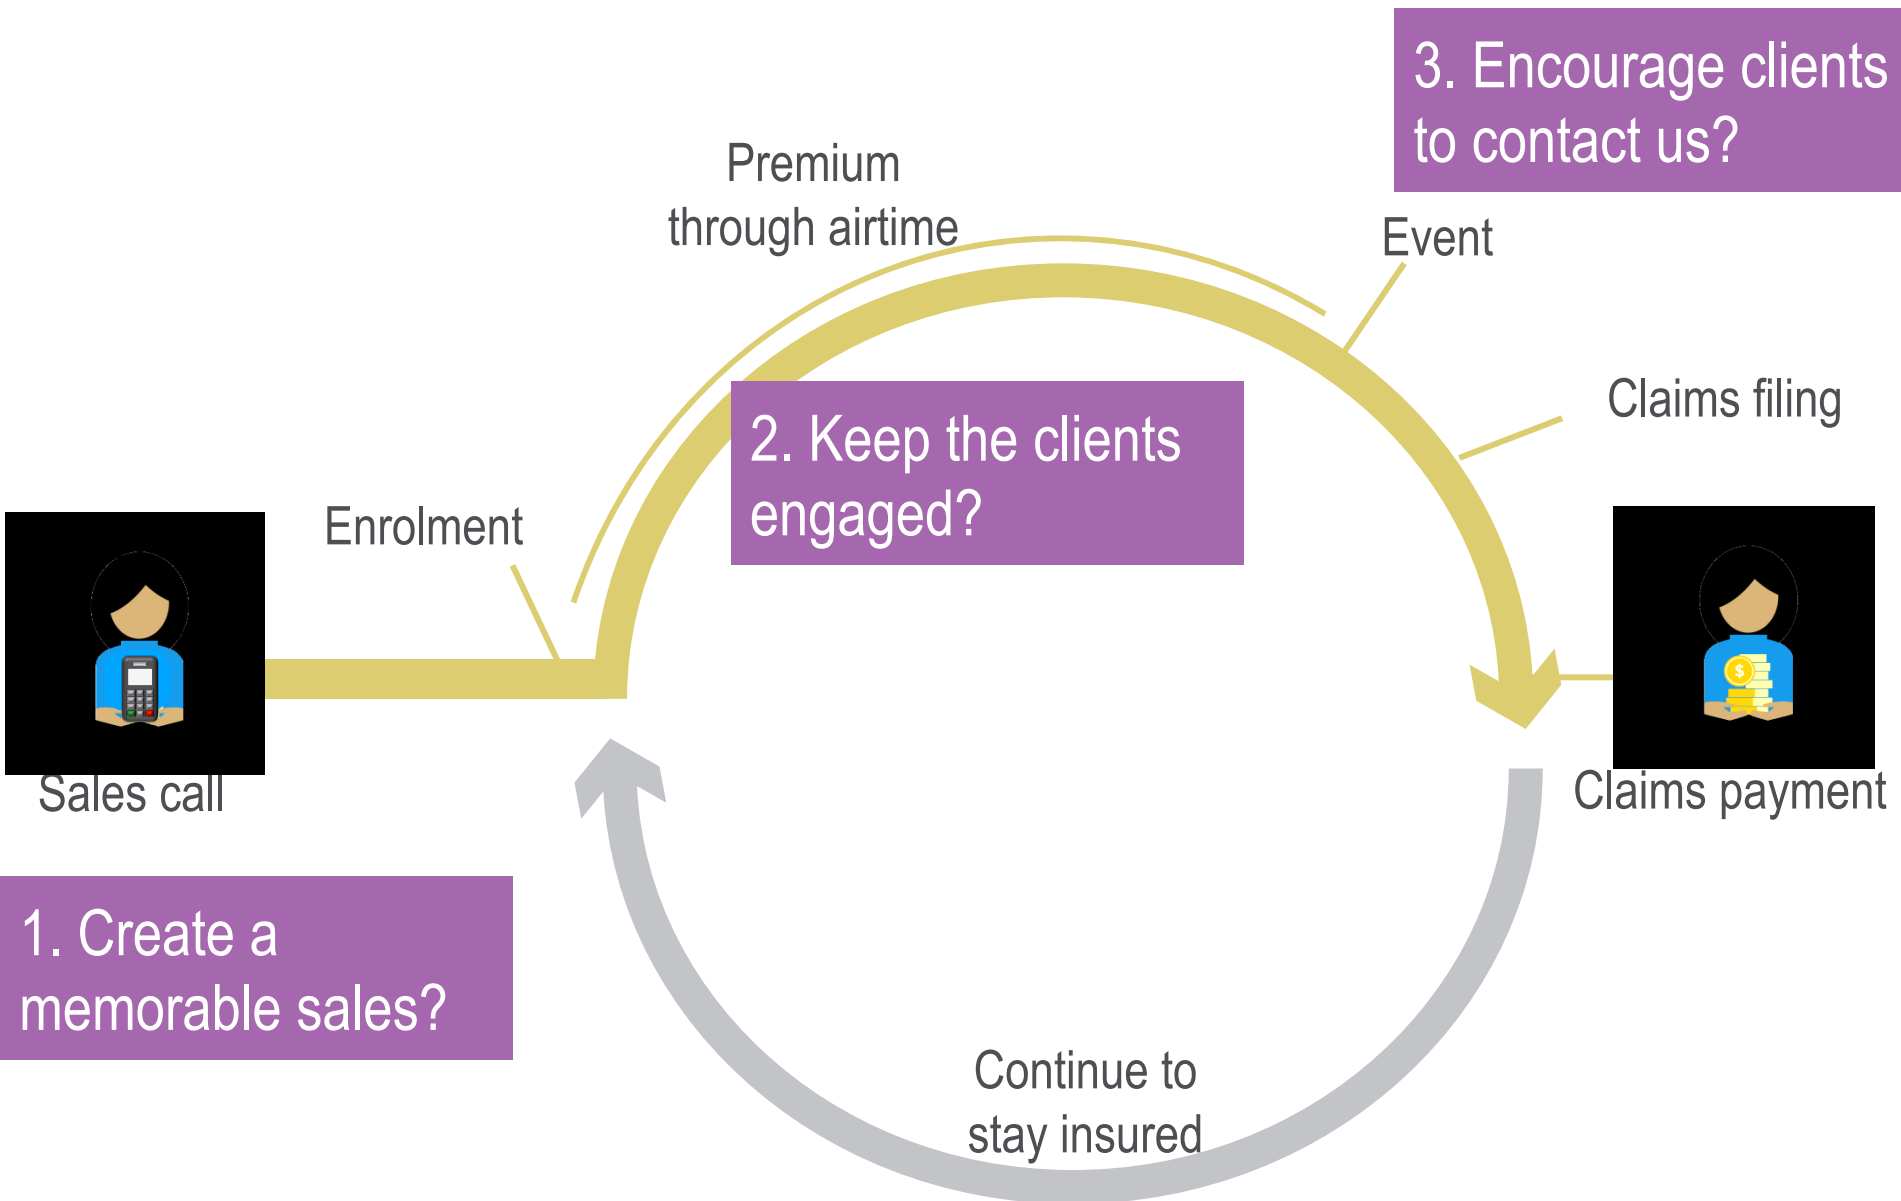 3. Encourage clients
to contact us?
Premium
through airtime
Event
Claims filing
2. Keep the clients
engaged?
Enrolment
$
Sales call
Claims payment
1. Create a
memorable sales?
Continue to
stay insured